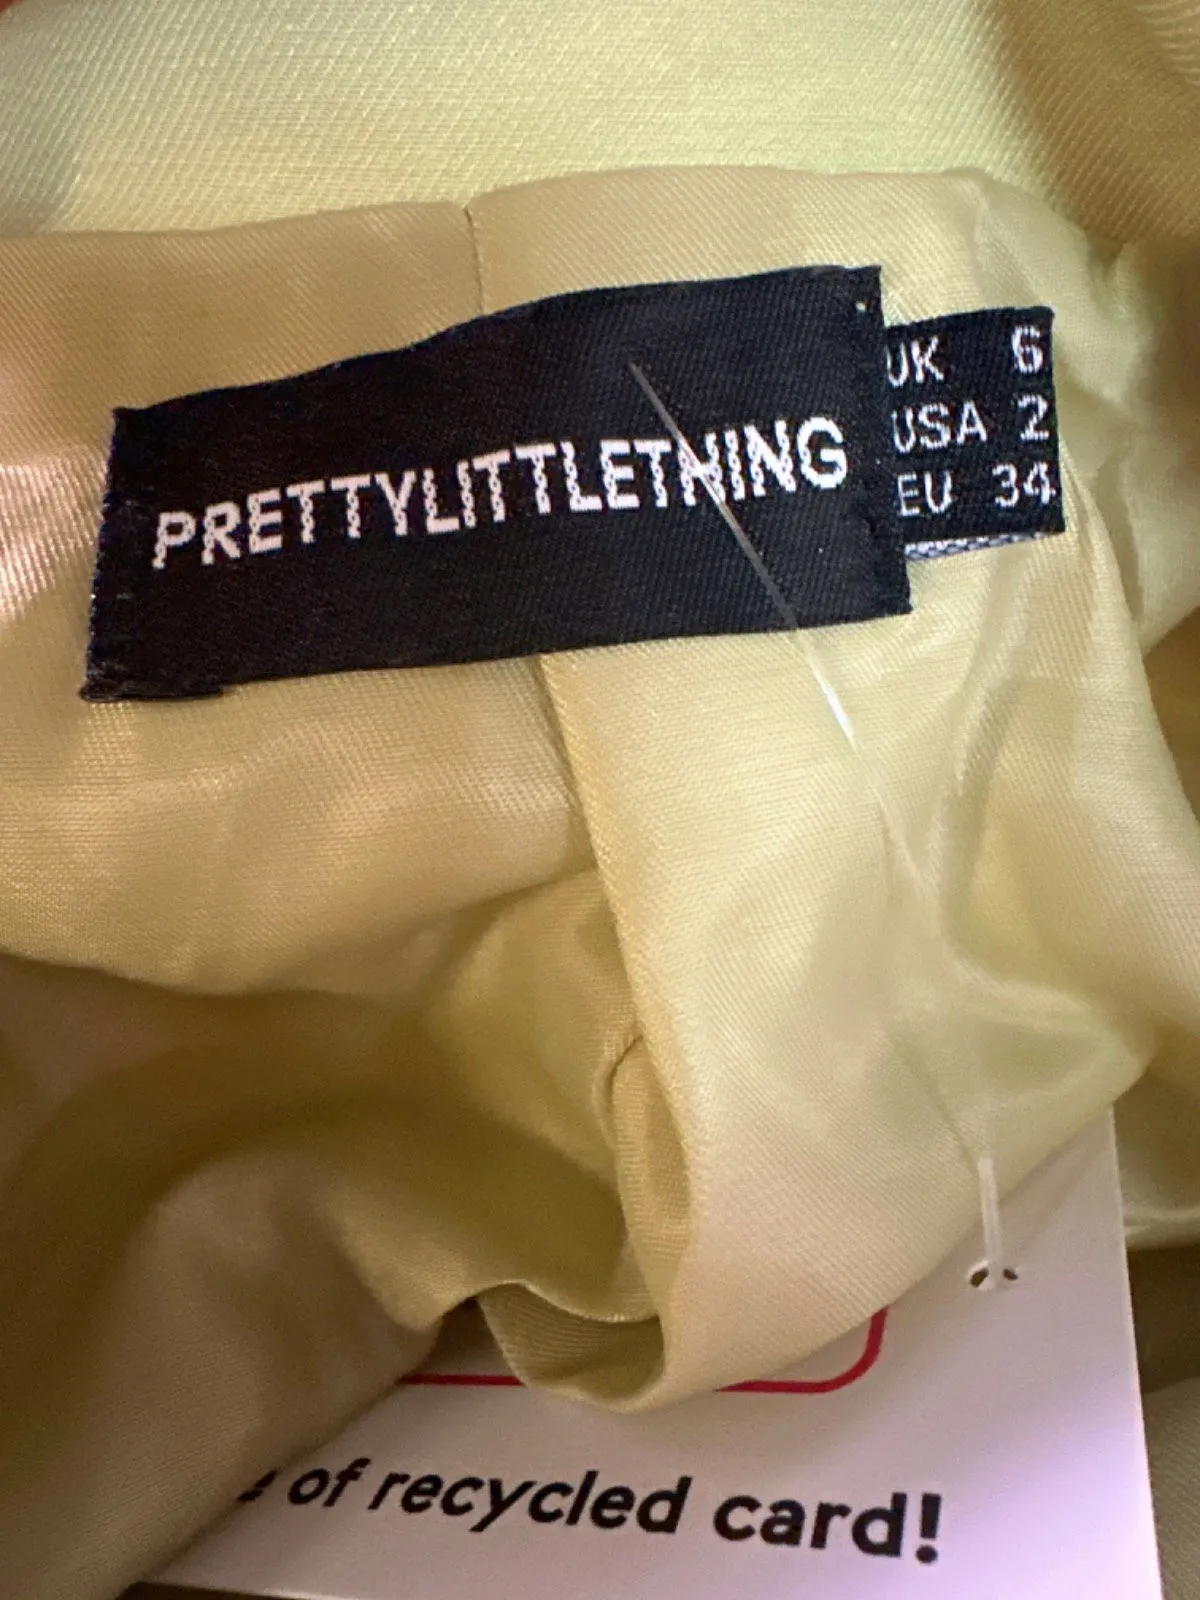 PRETTYLITTLETHING
UK 6
USA 2
EU 34
of recycled card!